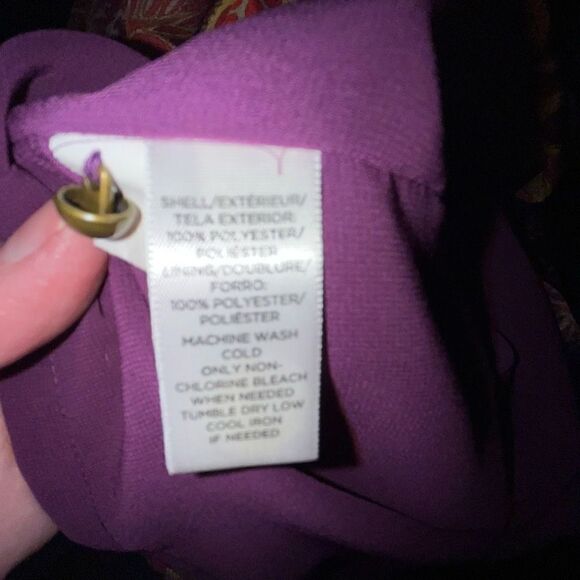 SHELL/EXTÉRIEUR/
TELA EXTERIOR:
100% POLYESTER/
POLIÉSTER
LINING/DOUBLURE/
FORRO:
100% POLYESTER/
POLIÉSTER
MACHINE WASH
COLD
ONLY NON-
CHLORINE BLEACH
WHEN NEEDED
TUMBLE DRY LOW
COOL IRON
IF NEEDED